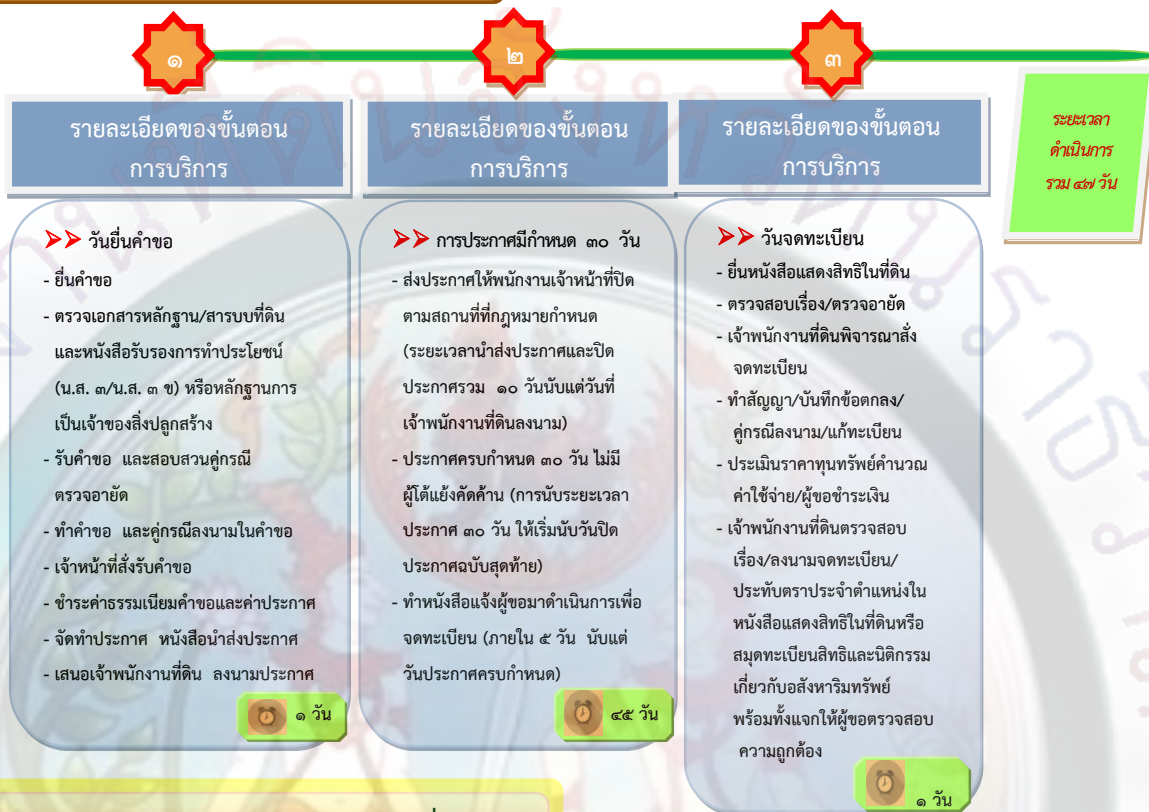 ๑
๒
๓
รายละเอียดของขั้นตอน
การบริการ
วันยื่นคำขอ
- ยื่นคำขอ
- ตรวจเอกสารหลักฐาน/สารบบที่ดิน
และหนังสือรับรองการทำประโยชน์
(น.ส. ๓/น.ส. ๓ ข) หรือหลักฐานการ
เป็นเจ้าของสิ่งปลูกสร้าง
- รับคำขอ และสอบสวนคู่กรณี
ตรวจอายัด
- ทำคำขอ และคู่กรณีลงนามในคำขอ
- เจ้าหน้าที่สั่งรับคำขอ
- ชำระค่าธรรมเนียมคำขอและค่าประกาศ
- จัดทำประกาศ หนังสือนำส่งประกาศ
- เสนอเจ้าพนักงานที่ดิน ลงนามประกาศ
๑ วัน
รายละเอียดของขั้นตอน
การบริการ
การประกาศมีกำหนด ๓๐ วัน
- ส่งประกาศให้พนักงานเจ้าหน้าที่ปิด
ตามสถานที่ที่กฎหมายกำหนด
(ระยะเวลานำส่งประกาศและปิด
ประกาศรวม ๑๐ วันนับแต่วันที่
เจ้าพนักงานที่ดินลงนาม)
- ประกาศครบกำหนด ๓๐ วัน ไม่มี
ผู้โต้แย้งคัดค้าน (การนับระยะเวลา
ประกาศ ๓๐ วัน ให้เริ่มนับวันปิด
ประกาศฉบับสุดท้าย)
- ทำหนังสือแจ้งผู้ขอมาดำเนินการเพื่อ
จดทะเบียน (ภายใน ๕ วัน นับแต่
วันประกาศครบกำหนด)
๔๕ วัน
รายละเอียดของขั้นตอน
การบริการ
วันจดทะเบียน
- ยื่นหนังสือแสดงสิทธิในที่ดิน
- ตรวจสอบเรื่อง/ตรวจอายัด
- เจ้าพนักงานที่ดินพิจารณาสั่ง
จดทะเบียน
- ทำสัญญา/บันทึกข้อตกลง/
คู่กรณีลงนาม/แก้ทะเบียน
- ประเมินราคาทุนทรัพย์คำนวณ
ค่าใช้จ่าย/ผู้ขอชำระเงิน
- เจ้าพนักงานที่ดินตรวจสอบ
เรื่อง/ลงนามจดทะเบียน/
ประทับตราประจำตำแหน่งใน
หนังสือแสดงสิทธิในที่ดินหรือ
สมุดทะเบียนสิทธิและนิติกรรม
เกี่ยวกับอสังหาริมทรัพย์
พร้อมทั้งแจกให้ผู้ขอตรวจสอบ
ความถูกต้อง
๑ วัน
ระยะเวลา
ดำเนินการ
รวม ๔๗ วัน